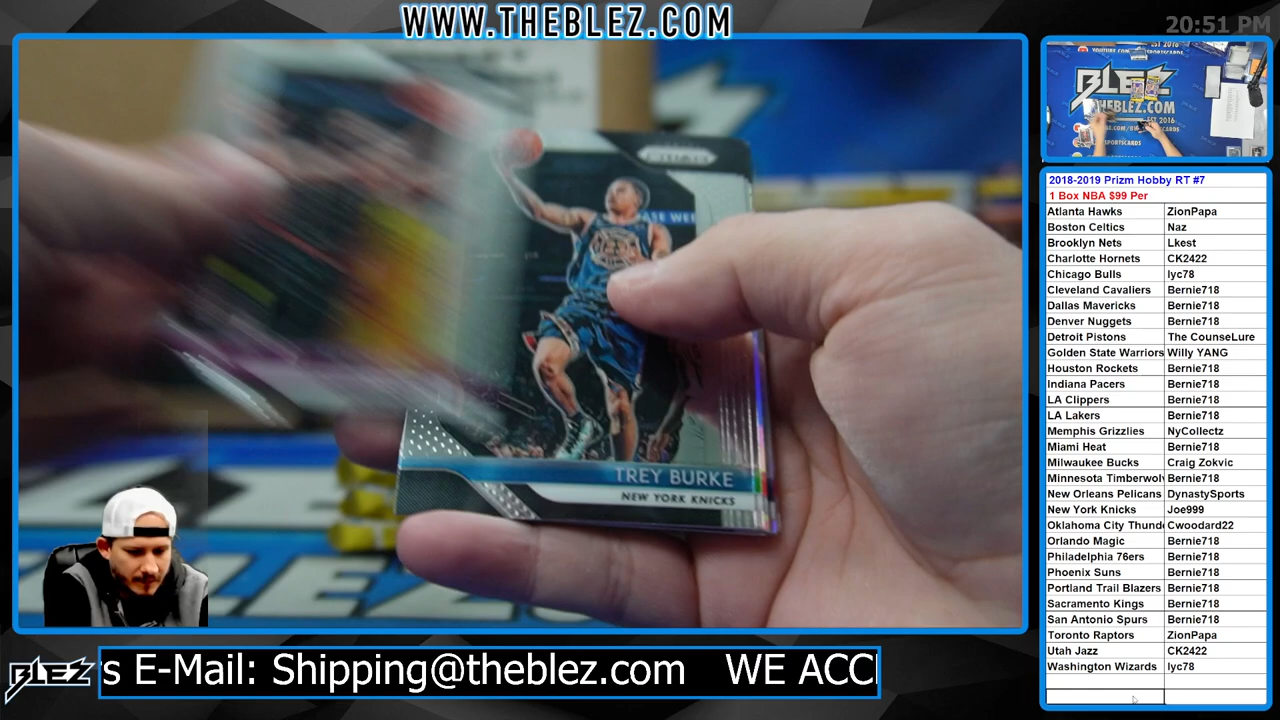 WWW.THEBLEZ.COM
20:51 PM
BLEZ
THEBLEZ.COM
EST 2016
PRIZM
TREY BURKE
NEW YORK KNICKS
2018-2019 Prizm Hobby RT #7
1 Box NBA $99 Per
Atlanta Hawks ZionPapa
Boston Celtics Naz
Brooklyn Nets Lkest
Charlotte Hornets CK2422
Chicago Bulls lyc78
Cleveland Cavaliers Bernie718
Dallas Mavericks Bernie718
Denver Nuggets Bernie718
Detroit Pistons The CounseLure
Golden State Warriors Willy YANG
Houston Rockets Bernie718
Indiana Pacers Bernie718
LA Clippers Bernie718
LA Lakers Bernie718
Memphis Grizzlies NyCollectz
Miami Heat Bernie718
Milwaukee Bucks Craig Zokvic
Minnesota Timberwolv Bernie718
New Orleans Pelicans DynastySports
New York Knicks Joe999
Oklahoma City Thunde Cwoodard22
Orlando Magic Bernie718
Philadelphia 76ers Bernie718
Phoenix Suns Bernie718
Portland Trail Blazers Bernie718
Sacramento Kings Bernie718
San Antonio Spurs Bernie718
Toronto Raptors ZionPapa
Utah Jazz CK2422
Washington Wizards lyc78
BLEZ
s E-Mail: Shipping@theblez.com WE ACC